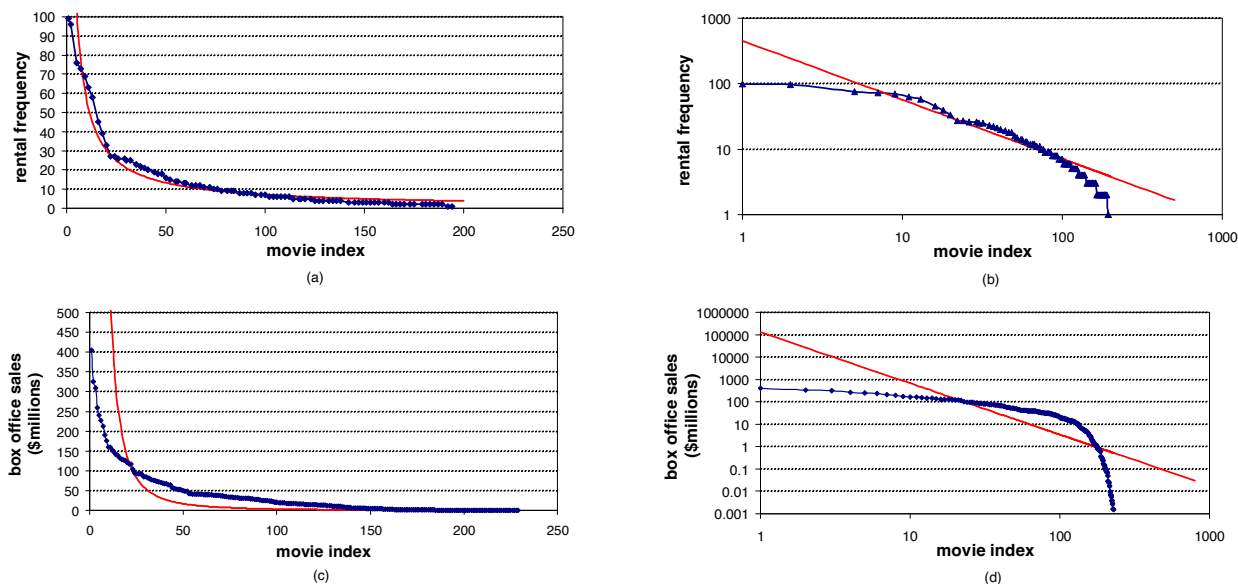 100
90
80
70
60
50
40
30
20
10
0
rental frequency
0 50 100 150 200 250
movie index
(a)
1000
100
10
1
rental frequency
1 10 100 1000
movie index
(b)
500
450
400
350
300
250
200
150
100
50
0
box office sales
($millions)
0 50 100 150 200 250
movie index
(c)
1000000
100000
10000
1000
100
10
1
0.1
0.01
0.001
box office sales
($millions)
1 10 100 1000
movie index
(d)